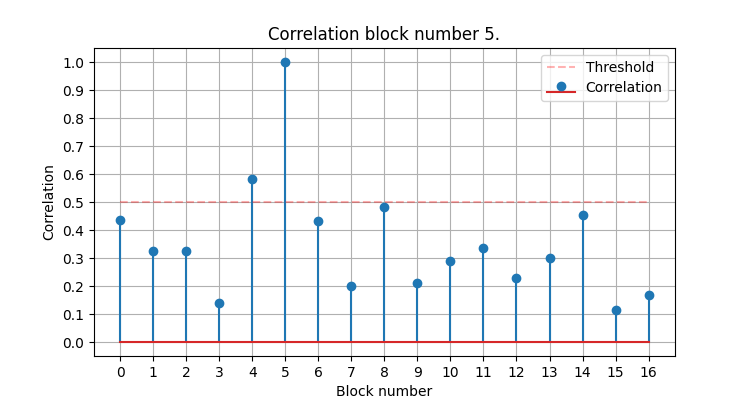 Correlation block number 5.
Threshold
Correlation
Correlation
1.0
0.9
0.8
0.7
0.6
0.5
0.4
0.3
0.2
0.1
0.0
0 1 2 3 4 5 6 7 8 9 10 11 12 13 14 15 16
Block number